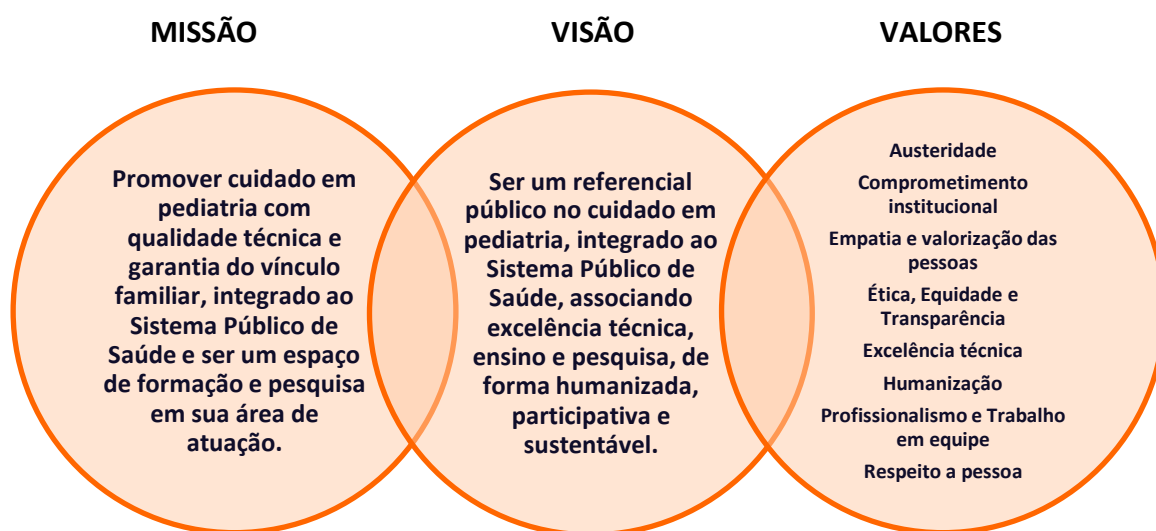 MISSÃO
VISÃO
VALORES
Promover cuidado em
pediatria com
qualidade técnica e
garantia do vínculo
familiar, integrado ao
Sistema Público de
Saúde e ser um espaço
de formação e pesquisa
em sua área de
atuação.
Ser um referencial
público no cuidado em
pediatria, integrado ao
Sistema Público de
Saúde, associando
excelência técnica,
ensino e pesquisa, de
forma humanizada,
participativa e
sustentável.
Austeridade
Comprometimento
institucional
Empatia e valorização das
pessoas
Ética, Equidade e
Transparência
Excelência técnica
Humanização
Profissionalismo e Trabalho
em equipe
Respeito a pessoa